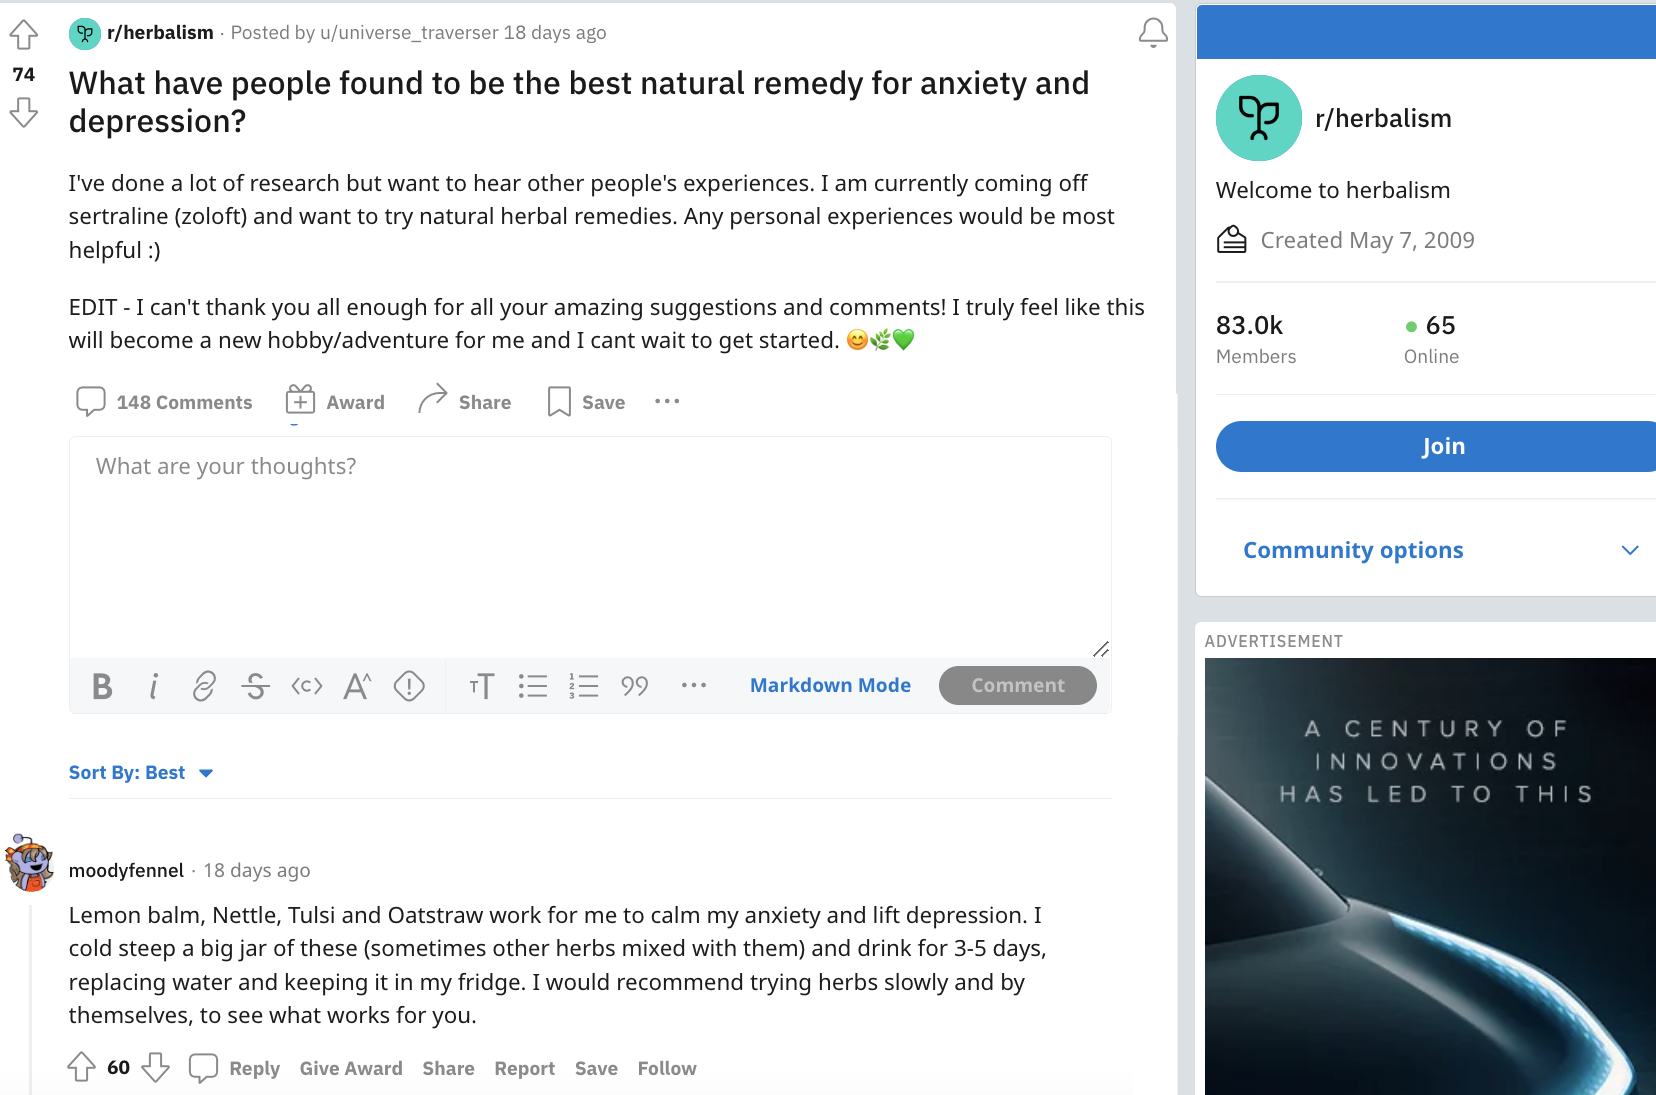 r/herbalism · Posted by u/universe_traverser 18 days ago
74
What have people found to be the best natural remedy for anxiety and
depression?
I've done a lot of research but want to hear other people's experiences. I am currently coming off
sertraline (zoloft) and want to try natural herbal remedies. Any personal experiences would be most
helpful :)
EDIT - I can't thank you all enough for all your amazing suggestions and comments! I truly feel like this
will become a new hobby/adventure for me and I cant wait to get started. 😊🌿💚
148 Comments Award Share Save ...
What are your thoughts?
B i S <c> A^ ! TT 1 2 3 99 ... Markdown Mode Comment
Sort By: Best
moodyfennel · 18 days ago
Lemon balm, Nettle, Tulsi and Oatstraw work for me to calm my anxiety and lift depression. I
cold steep a big jar of these (sometimes other herbs mixed with them) and drink for 3-5 days,
replacing water and keeping it in my fridge. I would recommend trying herbs slowly and by
themselves, to see what works for you.
60 Reply Give Award Share Report Save Follow
r/herbalism
Welcome to herbalism
Created May 7, 2009
83.0k 65
Members Online
Join
Community options
ADVERTISEMENT
A CENTURY OF
INNOVATIONS
HAS LED TO THIS